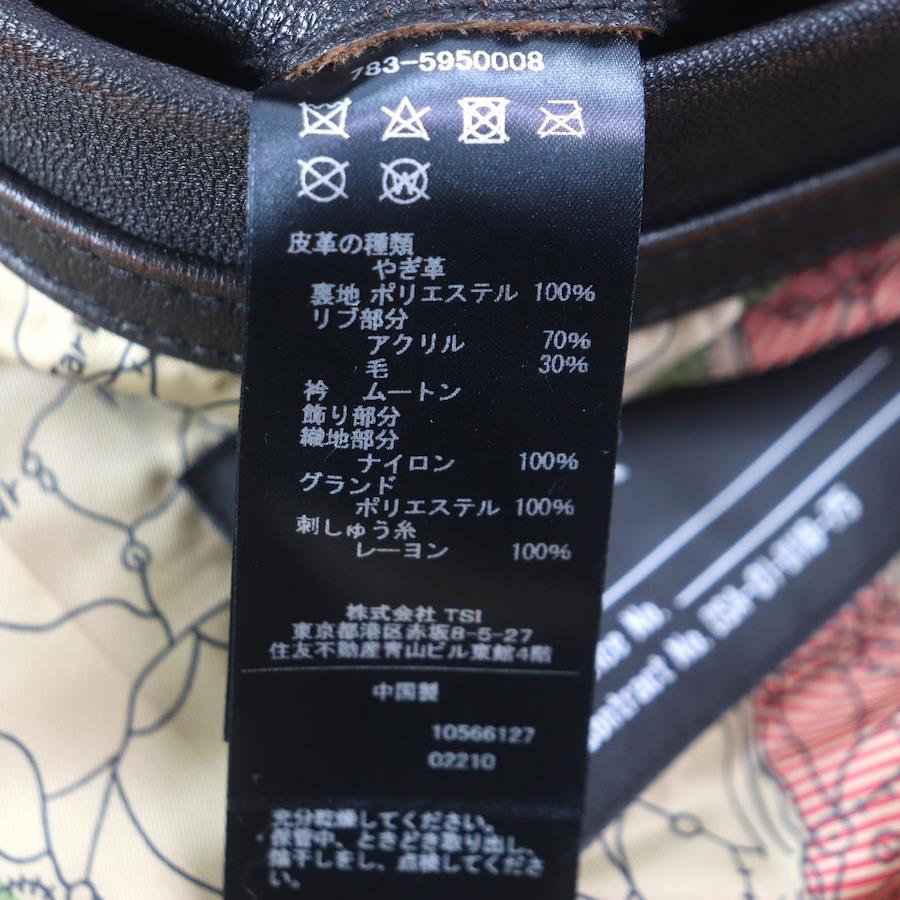 783-5950008
W
皮革の種類
やぎ革
裏地 ポリエステル 100%
リブ部分
アクリル 70%
毛 30%
衿 ムートン
飾り部分
織地部分
ナイロン 100%
グランド
ポリエステル 100%
刺しゅう糸
レーヨン 100%
株式会社 TSI
東京都港区赤坂8-5-27
住友不動産青山ビル東館4階
中国製
10566127
02210
充分乾燥してください。
保管中、ときどき取り出し、
陰干しをし、点検してくださ
い。
No.
Contract No.